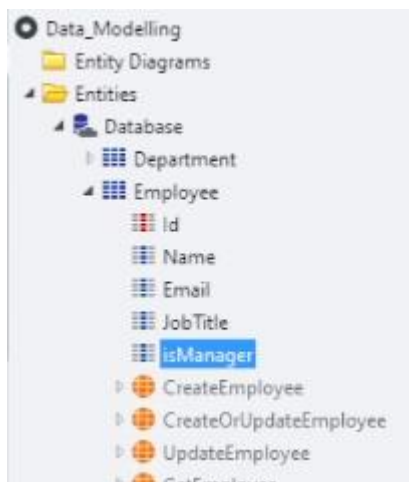 Data_Modelling
Entity Diagrams
Entities
Database
Department
Employee
Id
Name
Email
JobTitle
isManager
CreateEmployee
CreateOrUpdateEmployee
UpdateEmployee